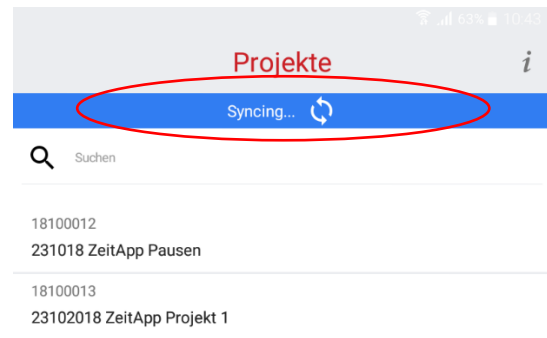 63% 10:43
Projekte
i
Syncing...
Suchen
18100012
231018 ZeitApp Pausen
18100013
23102018 ZeitApp Projekt 1